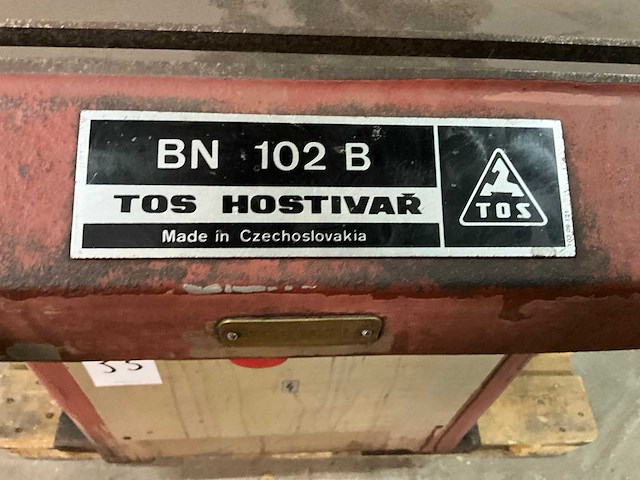 BN 102 B
TOS HOSTIVAŘ
Made in Czechoslovakia
TOS